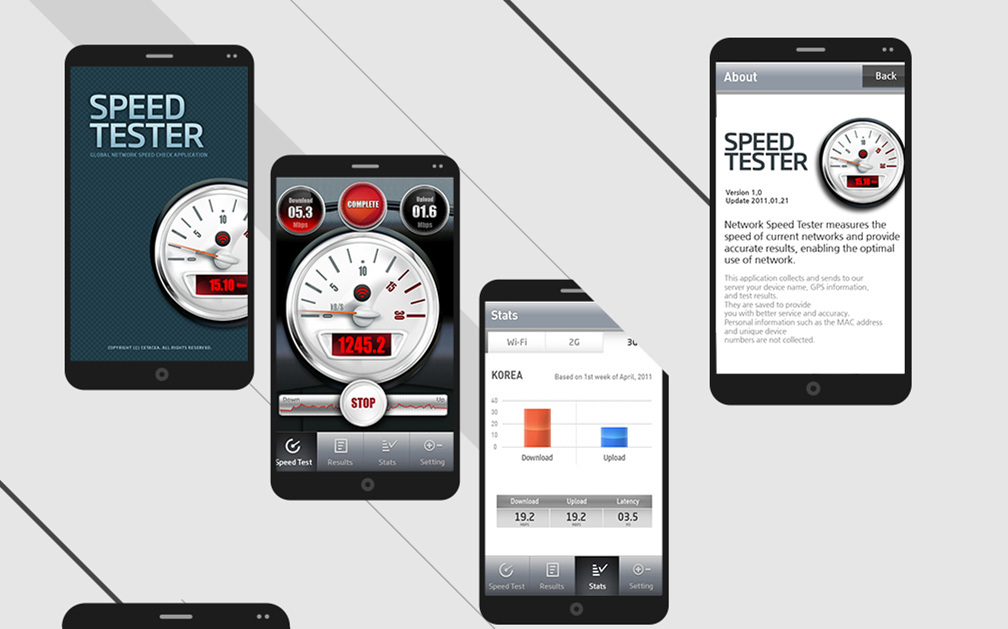 SPEED
TESTER
GLOBAL NETWORK SPEED CHECK APPLICATION
5
10
15.10
COPYRIGHT (C) CETACEA. ALL RIGHTS RESERVED.
Download
05.3
Mbps
COMPLETE
Upload
01.6
Mbps
5
10
15
1245.2
Down
Up
STOP
Speed Test
Results
Stats
Setting
Stats
Wi-Fi
2G
KOREA
Based on 1st week of April, 2011
40
30
20
10
0
Download
Upload
Download
Upload
Latency
19.2
19.2
03.5
Speed Test
Results
Stats
Setting
About
Back
SPEED
TESTER
5
10
15.10
Version 1,0
Update 2011.01.21
Network Speed Tester measures the
speed of current networks and provide
accurate results, enabling the optimal
use of network.
This application collects and sends to our
server your device name, GPS information,
and test results.
They are saved to provide
you with better service and accuracy.
Personal information such as the MAC address
and unique device
numbers are not collected.